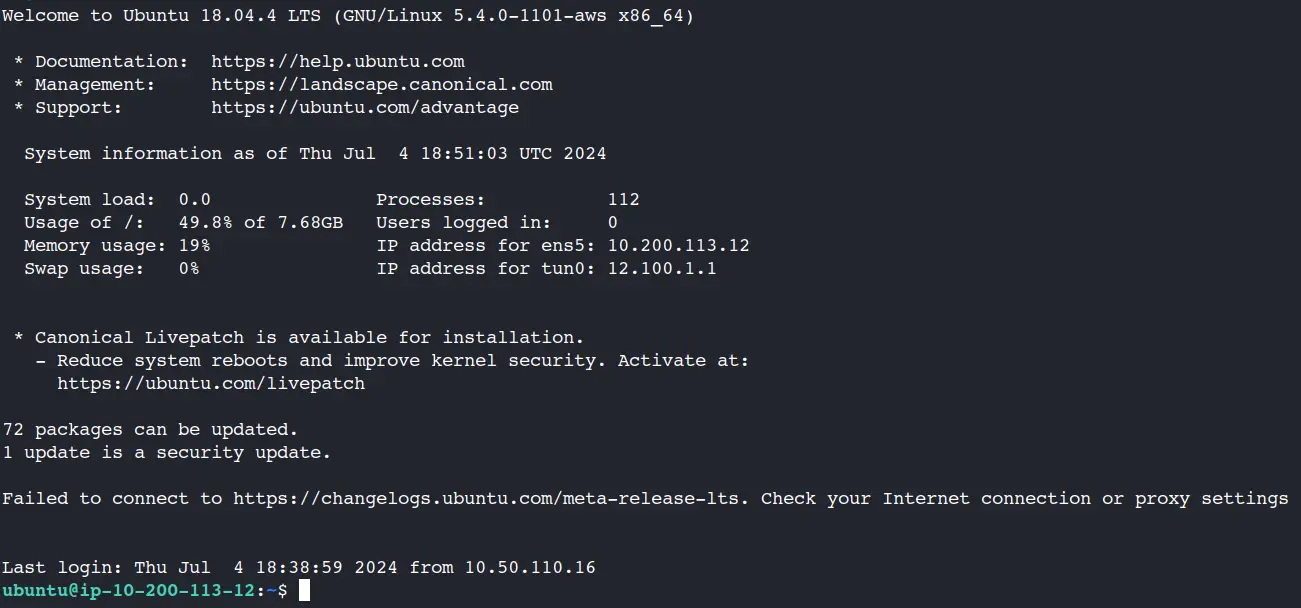 Welcome to Ubuntu 18.04.4 LTS (GNU/Linux 5.4.0-1101-aws x86_64)

 * Documentation:  https://help.ubuntu.com
 * Management:     https://landscape.canonical.com
 * Support:        https://ubuntu.com/advantage

  System information as of Thu Jul  4 18:51:03 UTC 2024

  System load:  0.0               Processes:           112
  Usage of /:   49.8% of 7.68GB   Users logged in:     0
  Memory usage: 19%               IP address for ens5: 10.200.113.12
  Swap usage:   0%                IP address for tun0: 12.100.1.1


 * Canonical Livepatch is available for installation.
   - Reduce system reboots and improve kernel security. Activate at:
     https://ubuntu.com/livepatch

72 packages can be updated.
1 update is a security update.

Failed to connect to https://changelogs.ubuntu.com/meta-release-lts. Check your Internet connection or proxy settings


Last login: Thu Jul  4 18:38:59 2024 from 10.50.110.16
ubuntu@ip-10-200-113-12:~$